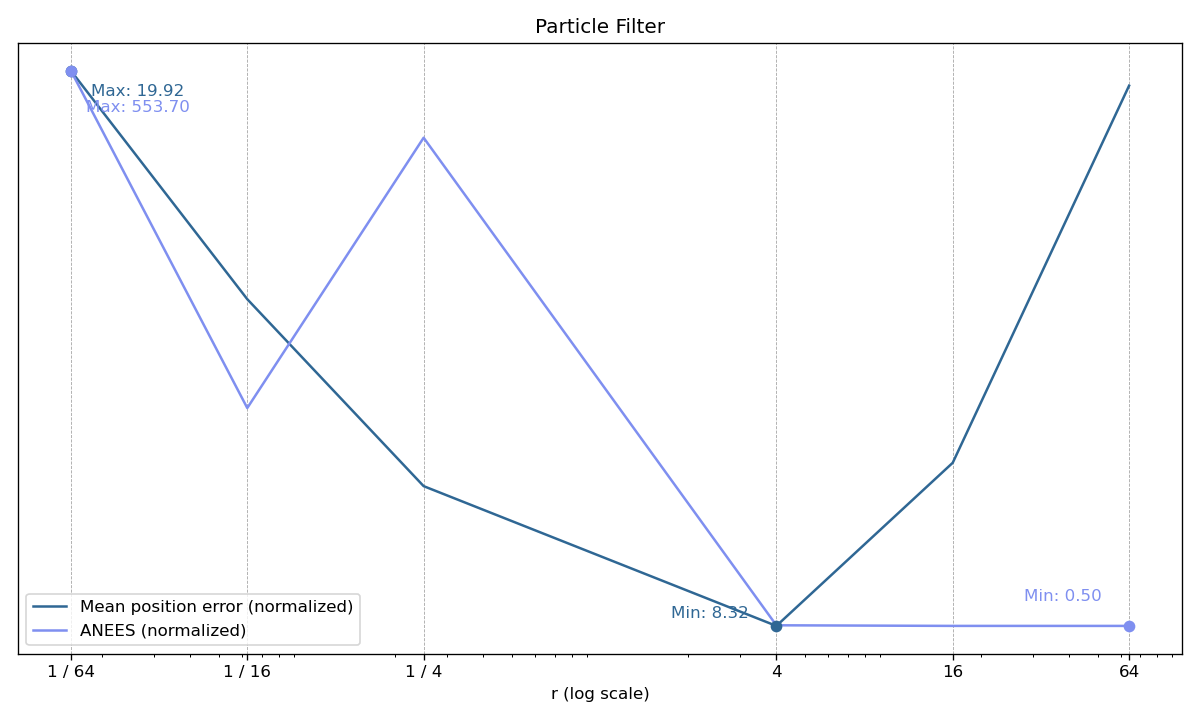 Particle Filter
Max: 19.92
Max: 553.70
Min: 0.50
Min: 8.32
Mean position error (normalized)
ANEES (normalized)
1 / 64
1 / 16
1 / 4
4
16
64
r (log scale)